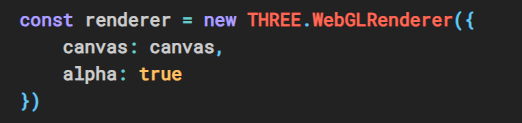 const renderer = new THREE.WebGLRenderer({
    canvas: canvas,
    alpha: true
})